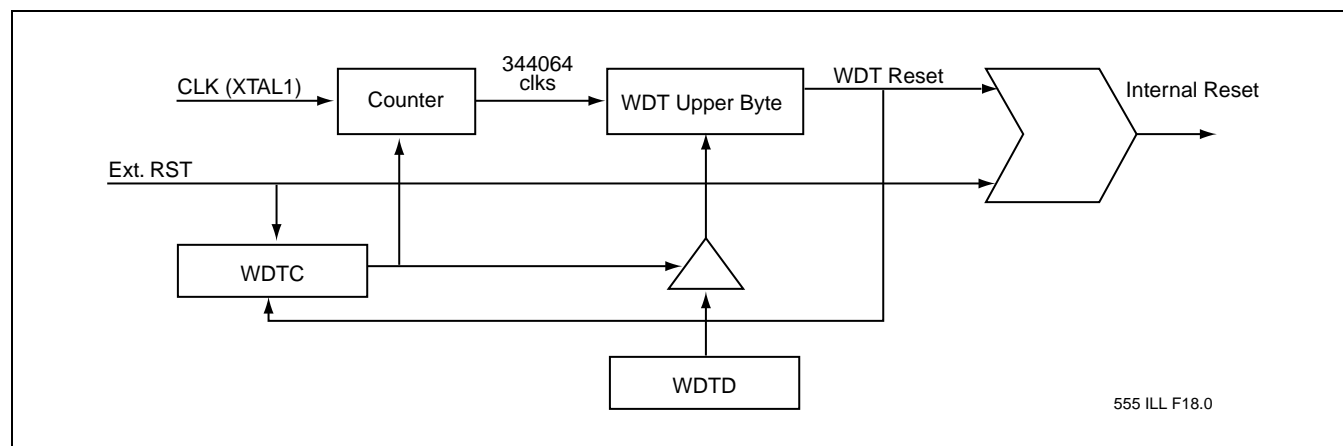 344064
clks
CLK (XTAL1)
Counter
WDT Upper Byte
WDT Reset
Internal Reset
Ext. RST
WDTC
WDTD
555 ILL F18.0